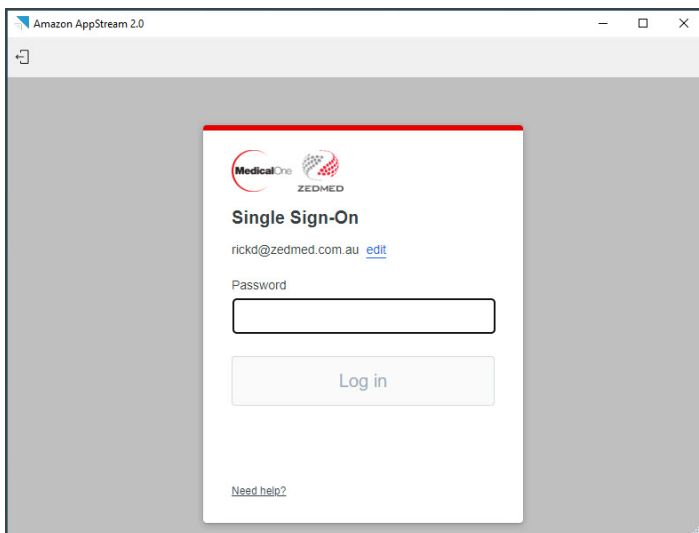 Amazon AppStream 2.0
MedicalOne
ZEDMED
Single Sign-On
rickd@zedmed.com.au edit
Password
Log in
Need help?